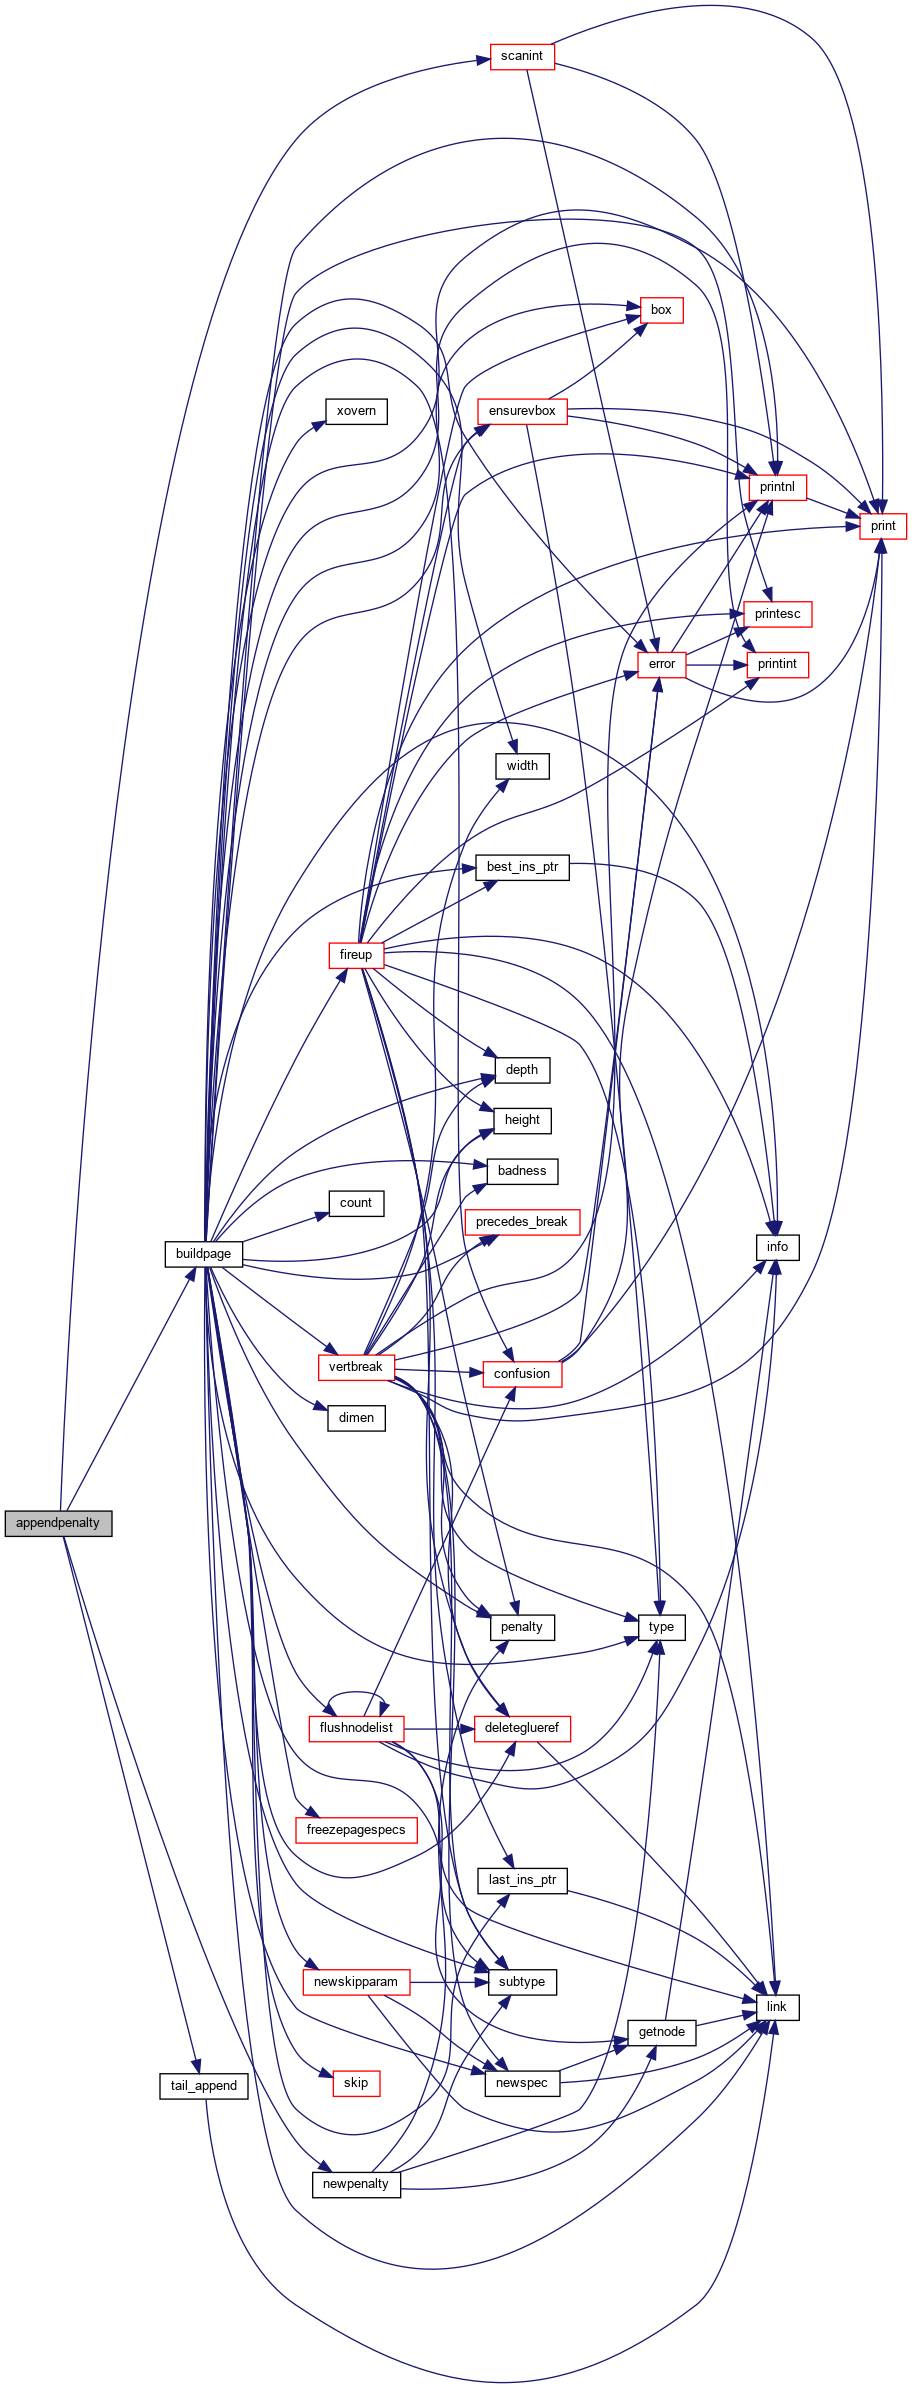 scanint
box
xovern
ensurevbox
printnl
print
printesc
error
printint
width
best_ins_ptr
fireup
depth
height
badness
count
precedes_break
buildpage
info
vertbreak
confusion
dimen
appendpenalty
penalty
type
flushnodelist
deleteglueref
freezepagespecs
last_ins_ptr
newskipparam
subtype
link
getnode
tail_append
skip
newspec
newpenalty